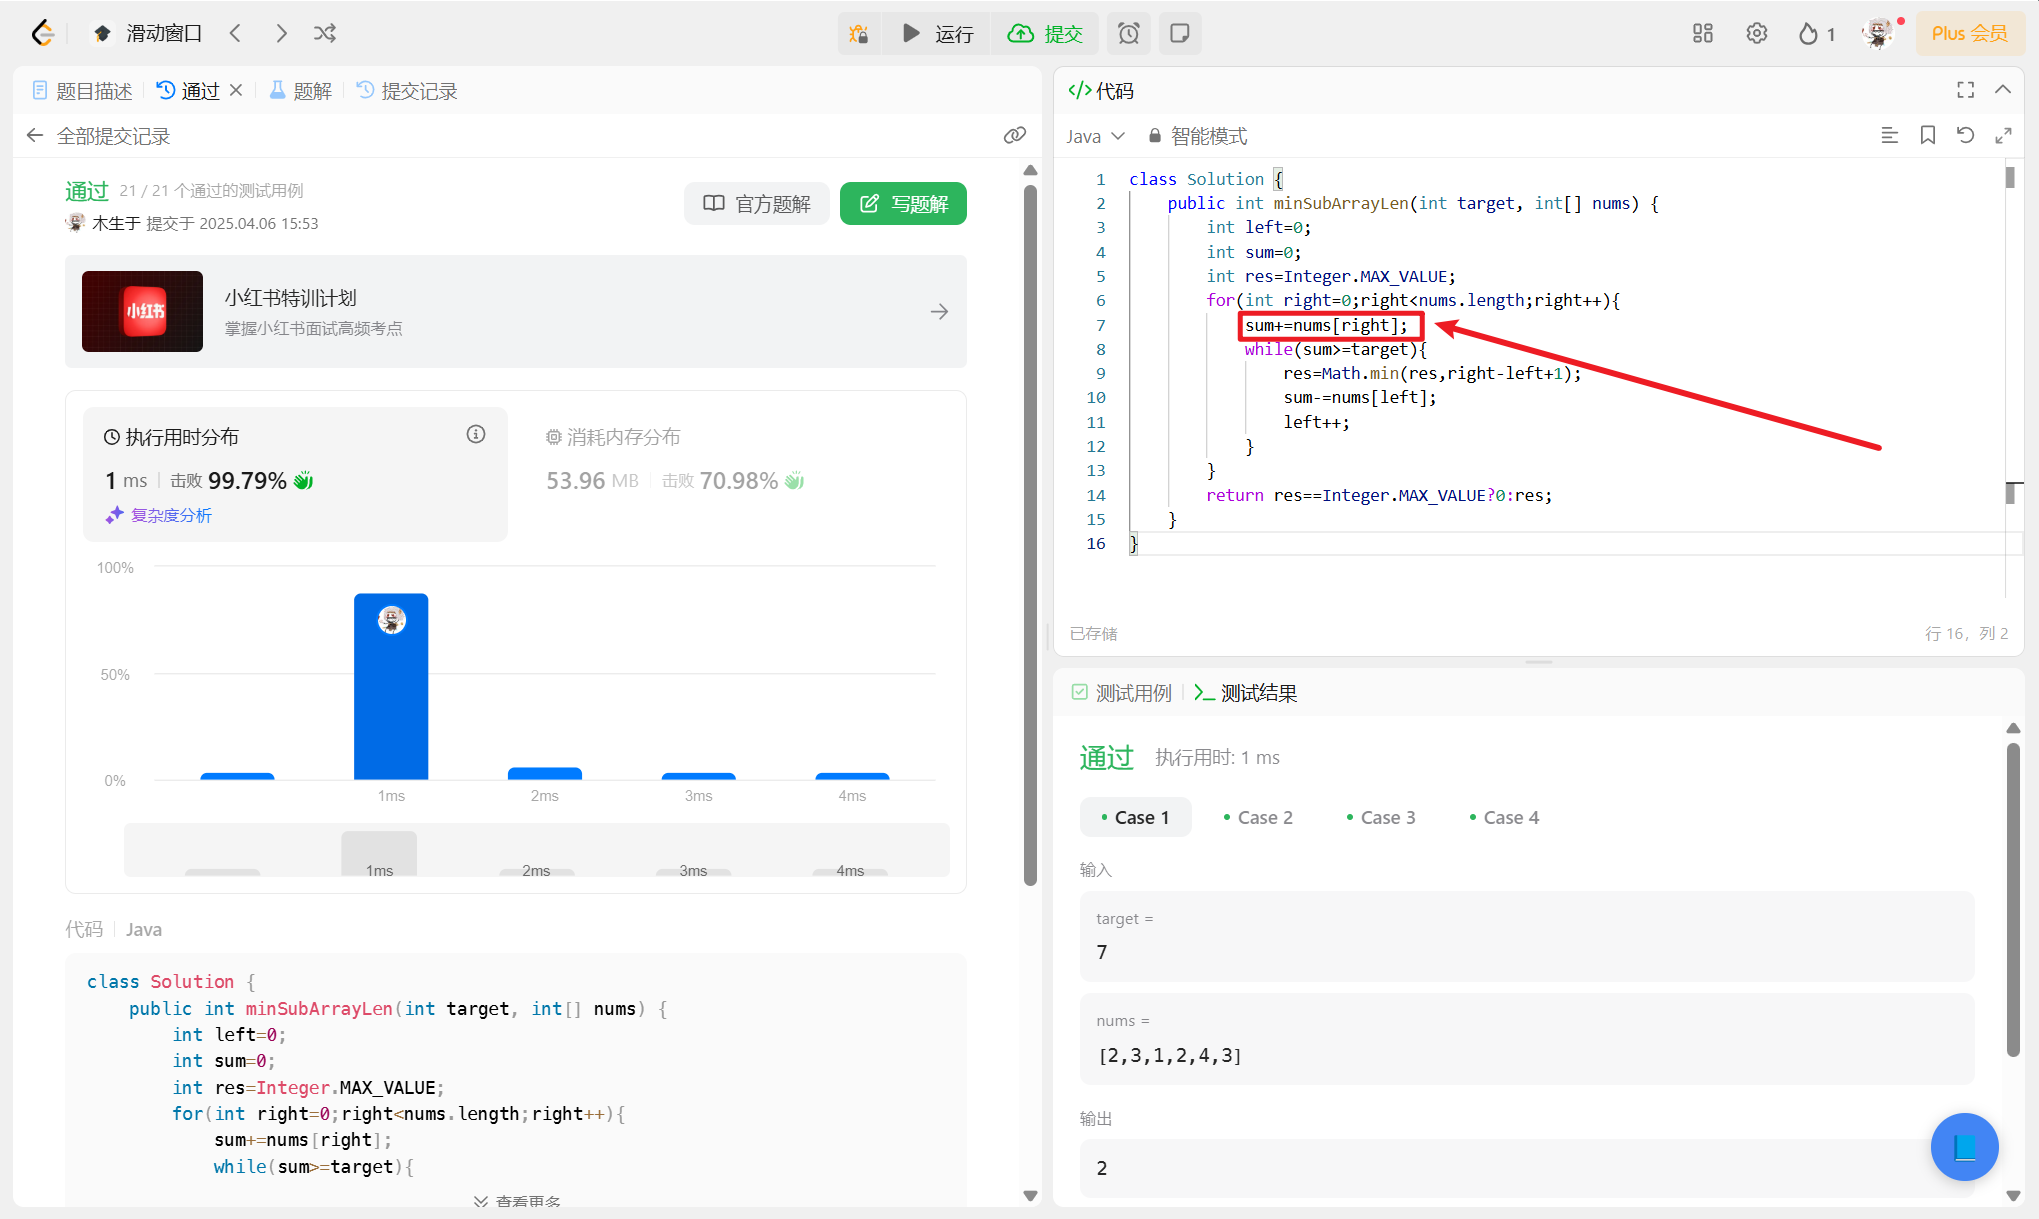 滑动窗口
运行
提交
1
Plus 会员
题目描述
通过
题解
提交记录
全部提交记录
通过 21 / 21 个通过的测试用例
木生于 提交于 2025.04.06 15:53
官方题解
写题解
小红书
小红书特训计划
掌握小红书面试高频考点
执行用时分布
1 ms 击败 99.79%
复杂度分析
消耗内存分布
53.96 MB 击败 70.98%
100%
50%
0%
1ms 2ms 3ms 4ms
1ms 2ms 3ms 4ms
代码 Java
class Solution {
public int minSubArrayLen(int target, int[] nums) {
int left=0;
int sum=0;
int res=Integer.MAX_VALUE;
for(int right=0;right<nums.length;right++){
sum+=nums[right];
while(sum>=target){
查看更多
</>代码
Java
智能模式
1 class Solution {
2 public int minSubArrayLen(int target, int[] nums) {
3 int left=0;
4 int sum=0;
5 int res=Integer.MAX_VALUE;
6 for(int right=0;right<nums.length;right++){
7 sum+=nums[right];
8 while(sum>=target){
9 res=Math.min(res,right-left+1);
10 sum-=nums[left];
11 left++;
12 }
13 }
14 return res==Integer.MAX_VALUE?0:res;
15 }
16 }
已存储
行 16, 列 2
测试用例
测试结果
通过 执行用时: 1 ms
Case 1 Case 2 Case 3 Case 4
输入
target =
7
nums =
[2,3,1,2,4,3]
输出
2